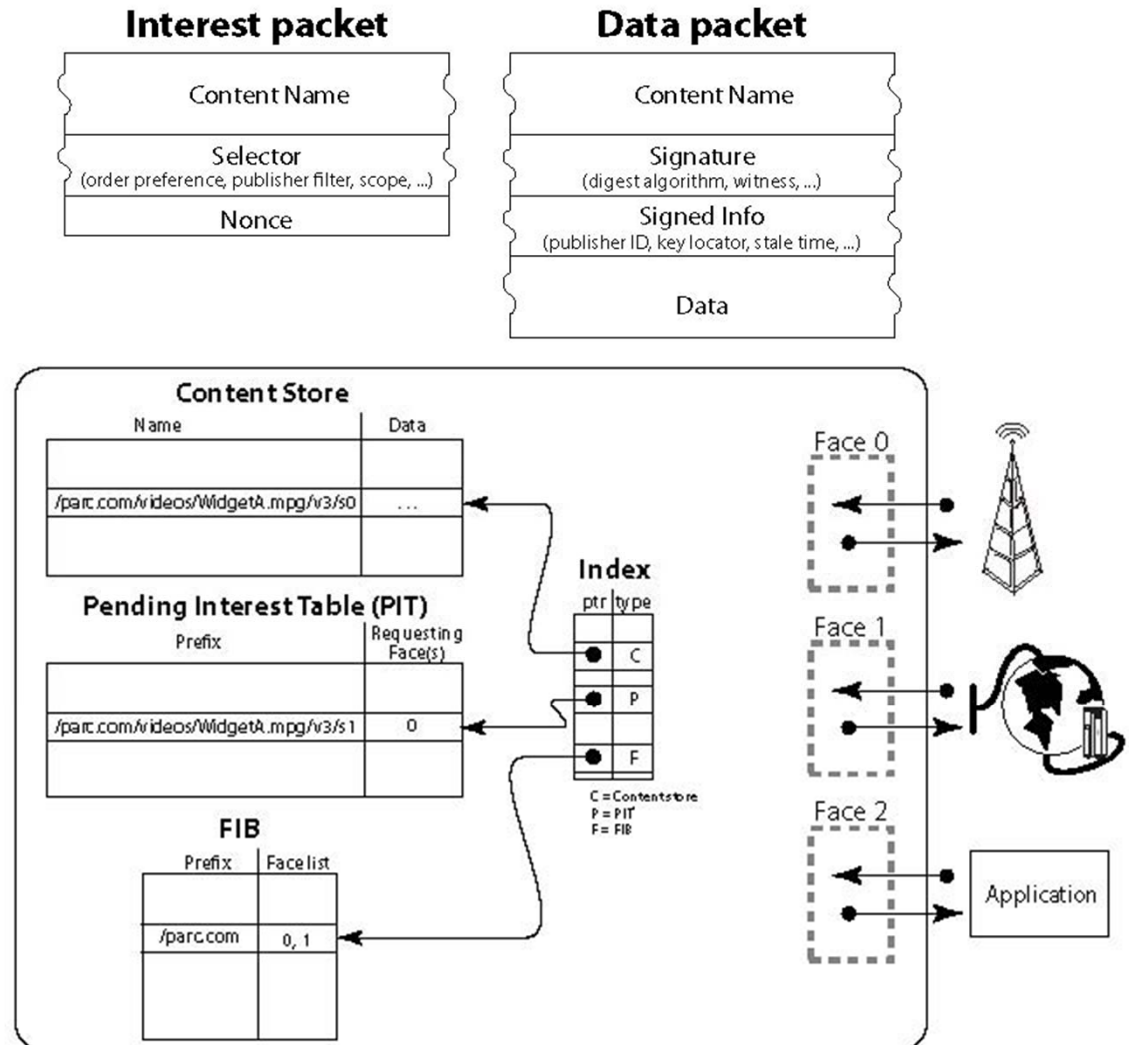 Interest packet
Content Name
Selector
(order preference, publisher filter, scope, ...)
Nonce
Data packet
Content Name
Signature
(digest algorithm, witness, ...)
Signed Info
(publisher ID, key locator, stale time, ...)
Data
Content Store
Name
Data
/parc.com/videos/WidgetA.mpg/v3/s0
...
Pending Interest Table (PIT)
Prefix
Requesting
Face(s)
/parc.com/videos/WidgetA.mpg/v3/s1
0
FIB
Prefix
Face list
/parc.com
0, 1
Index
ptr
type
C
P
F
C = Content store
P = PIT
F = FIB
Face 0
Face 1
Face 2
Application